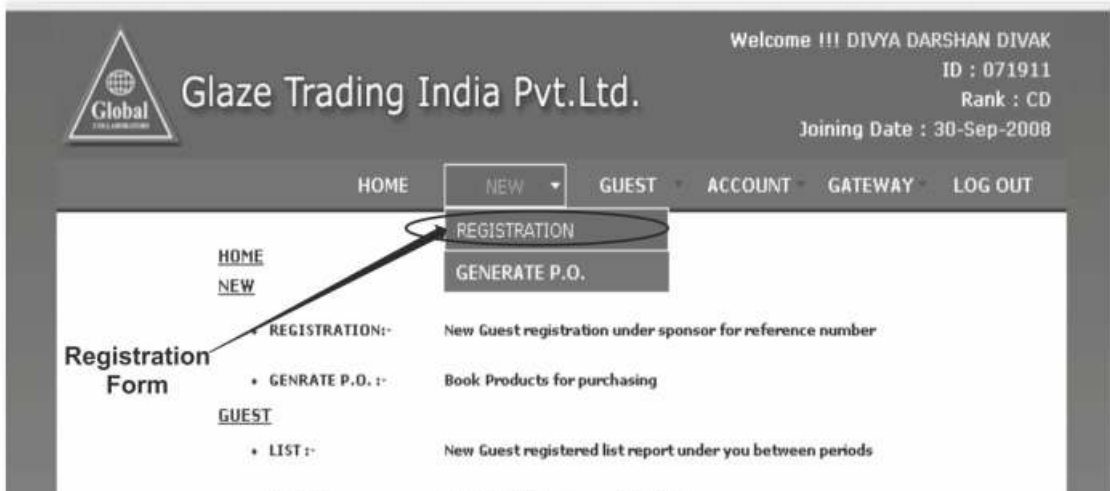 Welcome !!! DIVYA DARSHAN DIVAK
ID : 071911
Rank : CD
Joining Date : 30-Sep-2008
Global
Glaze Trading India Pvt.Ltd.
HOME NEW GUEST ACCOUNT GATEWAY LOG OUT
REGISTRATION
GENERATE P.O.
HOME
NEW
• REGISTRATION:- New Guest registration under sponsor for reference number
Registration
Form
• GENRATE P.O. :- Book Products for purchasing
GUEST
• LIST :- New Guest registered list report under you between periods